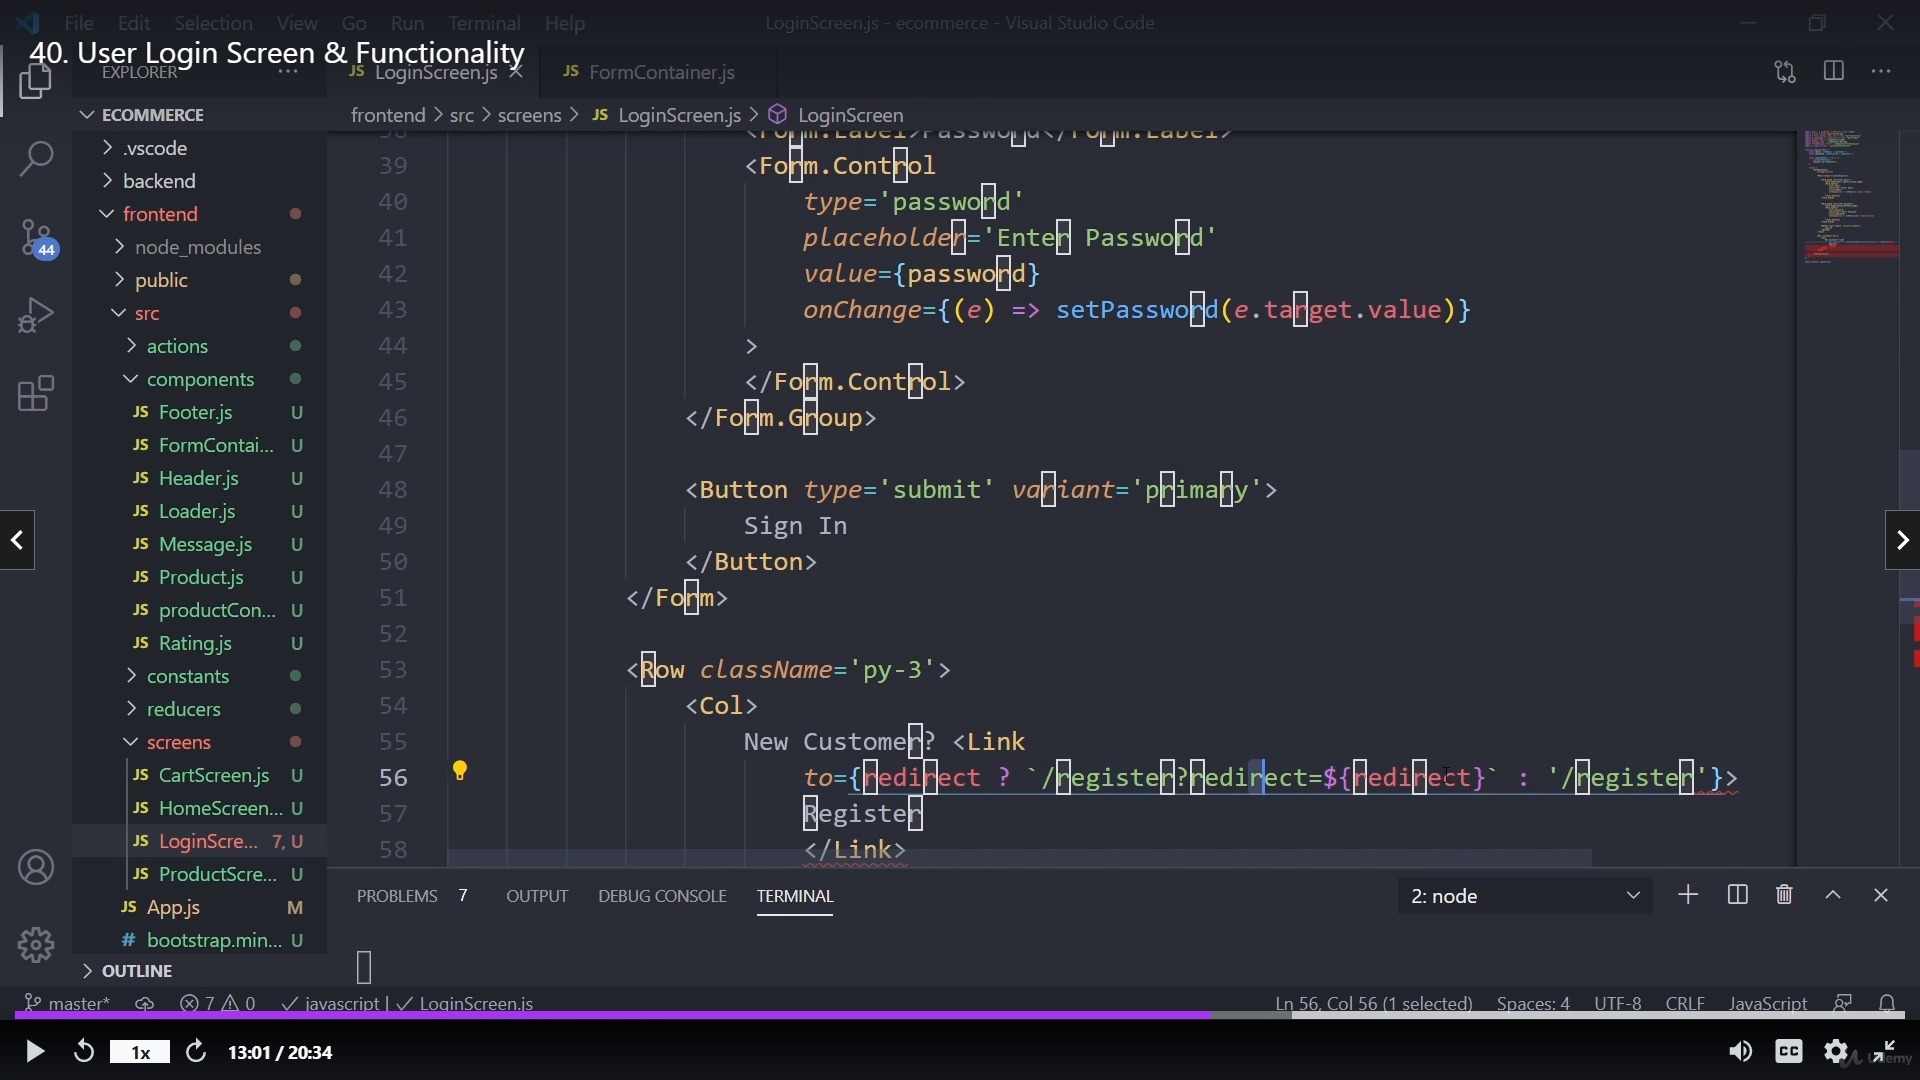 File Edit Selection View Go Run Terminal Help
LoginScreen.js - ecommerce - Visual Studio Code
40. User Login Screen & Functionality
EXPLORER
JS LoginScreen.js
JS FormContainer.js
ECOMMERCE
frontend > src > screens > JS LoginScreen.js > LoginScreen
44
.vscode
backend
frontend
node_modules
public
src
actions
components
JS Footer.js U
JS FormContai... U
JS Header.js U
JS Loader.js U
JS Message.js U
JS Product.js U
JS productCon... U
JS Rating.js U
constants
reducers
screens
JS CartScreen.js U
JS HomeScreen... U
JS LoginScre... 7, U
JS ProductScre... U
JS App.js M
# bootstrap.min... U
OUTLINE
38 <Form.Label>Password</Form.Label>
39 <Form.Control
40 type='password'
41 placeholder='Enter Password'
42 value={password}
43 onChange={(e) => setPassword(e.target.value)}
44 >
45 </Form.Control>
46 </Form.Group>
47
48 <Button type='submit' variant='primary'>
49 Sign In
50 </Button>
51 </Form>
52
53 <Row className='py-3'>
54 <Col>
55 New Customer? <Link
56 to={redirect ? `/register?redirect=${redirect}` : '/register'}>
57 Register
58 </Link>
PROBLEMS 7 OUTPUT DEBUG CONSOLE TERMINAL
2: node
master* 7 0 javascript | LoginScreen.js
Ln 56, Col 56 (1 selected) Spaces: 4 UTF-8 CRLF JavaScript
1x 13:01 / 20:34
CC
Udemy